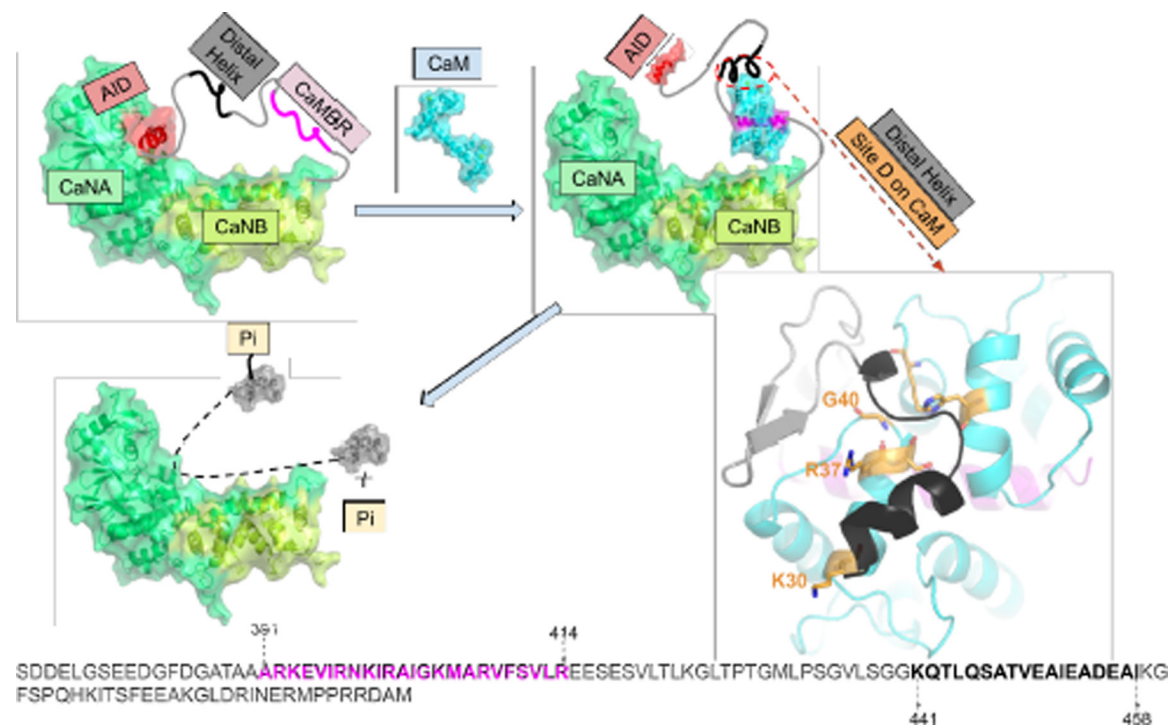 AID
Distal
Helix
CaMBR
CaNA
CaNB
CaM
AID
CaNA
CaNB
Distal Helix
Site D on CaM
Pi
Pi
G40
R37
K30
391
414
SDDELGSEEDGFDGATAAARKEVIRNKIRAIGKMARVFSVLREESESVLTLKGLTPTGMLPSGVLSGGKQTLQSATVEAIEADEAIKG
FSPQHKITSFEEAKGLDRINERMPPRRDAM
441
458